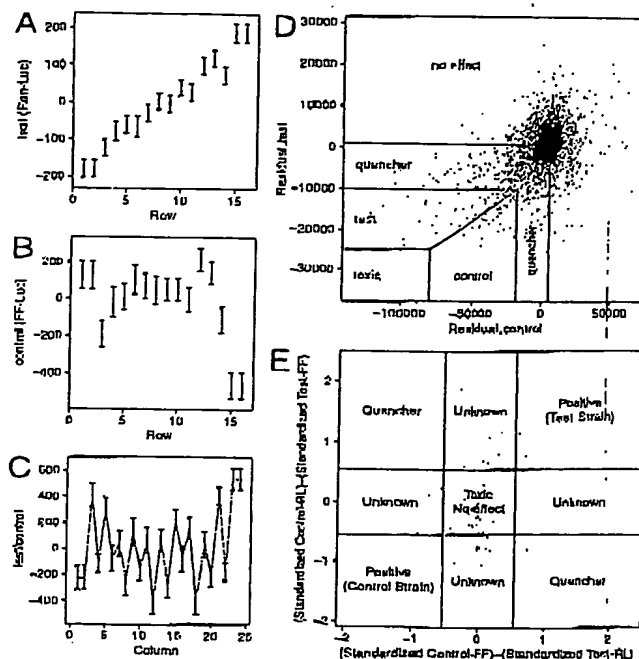 A
test (Ran-Luc)
100
0
-100
-200
0
5
10
15
Row
B
control (FF-Luc)
200
0
-200
-400
0
5
10
15
Row
C
test/control
600
400
200
0
-200
-400
0
5
10
15
20
25
Column
D
Residual.test
30000
20000
10000
0
-10000
-20000
-30000
no effect
quencher
test
toxic
control
quencher
-100000
-50000
0
50000
Residual.control
E
(Standardized Control-RL)-(Standardized Test-FF)
2
1
0
-1
-2
Quencher
Unknown
Positive
(Test Strain)
Unknown
Toxic
No-effect
Unknown
Positive
(Control Strain)
Unknown
Quencher
-2
-1
0
1
2
(Standardized Control-FF)-(Standardized Test-RL)